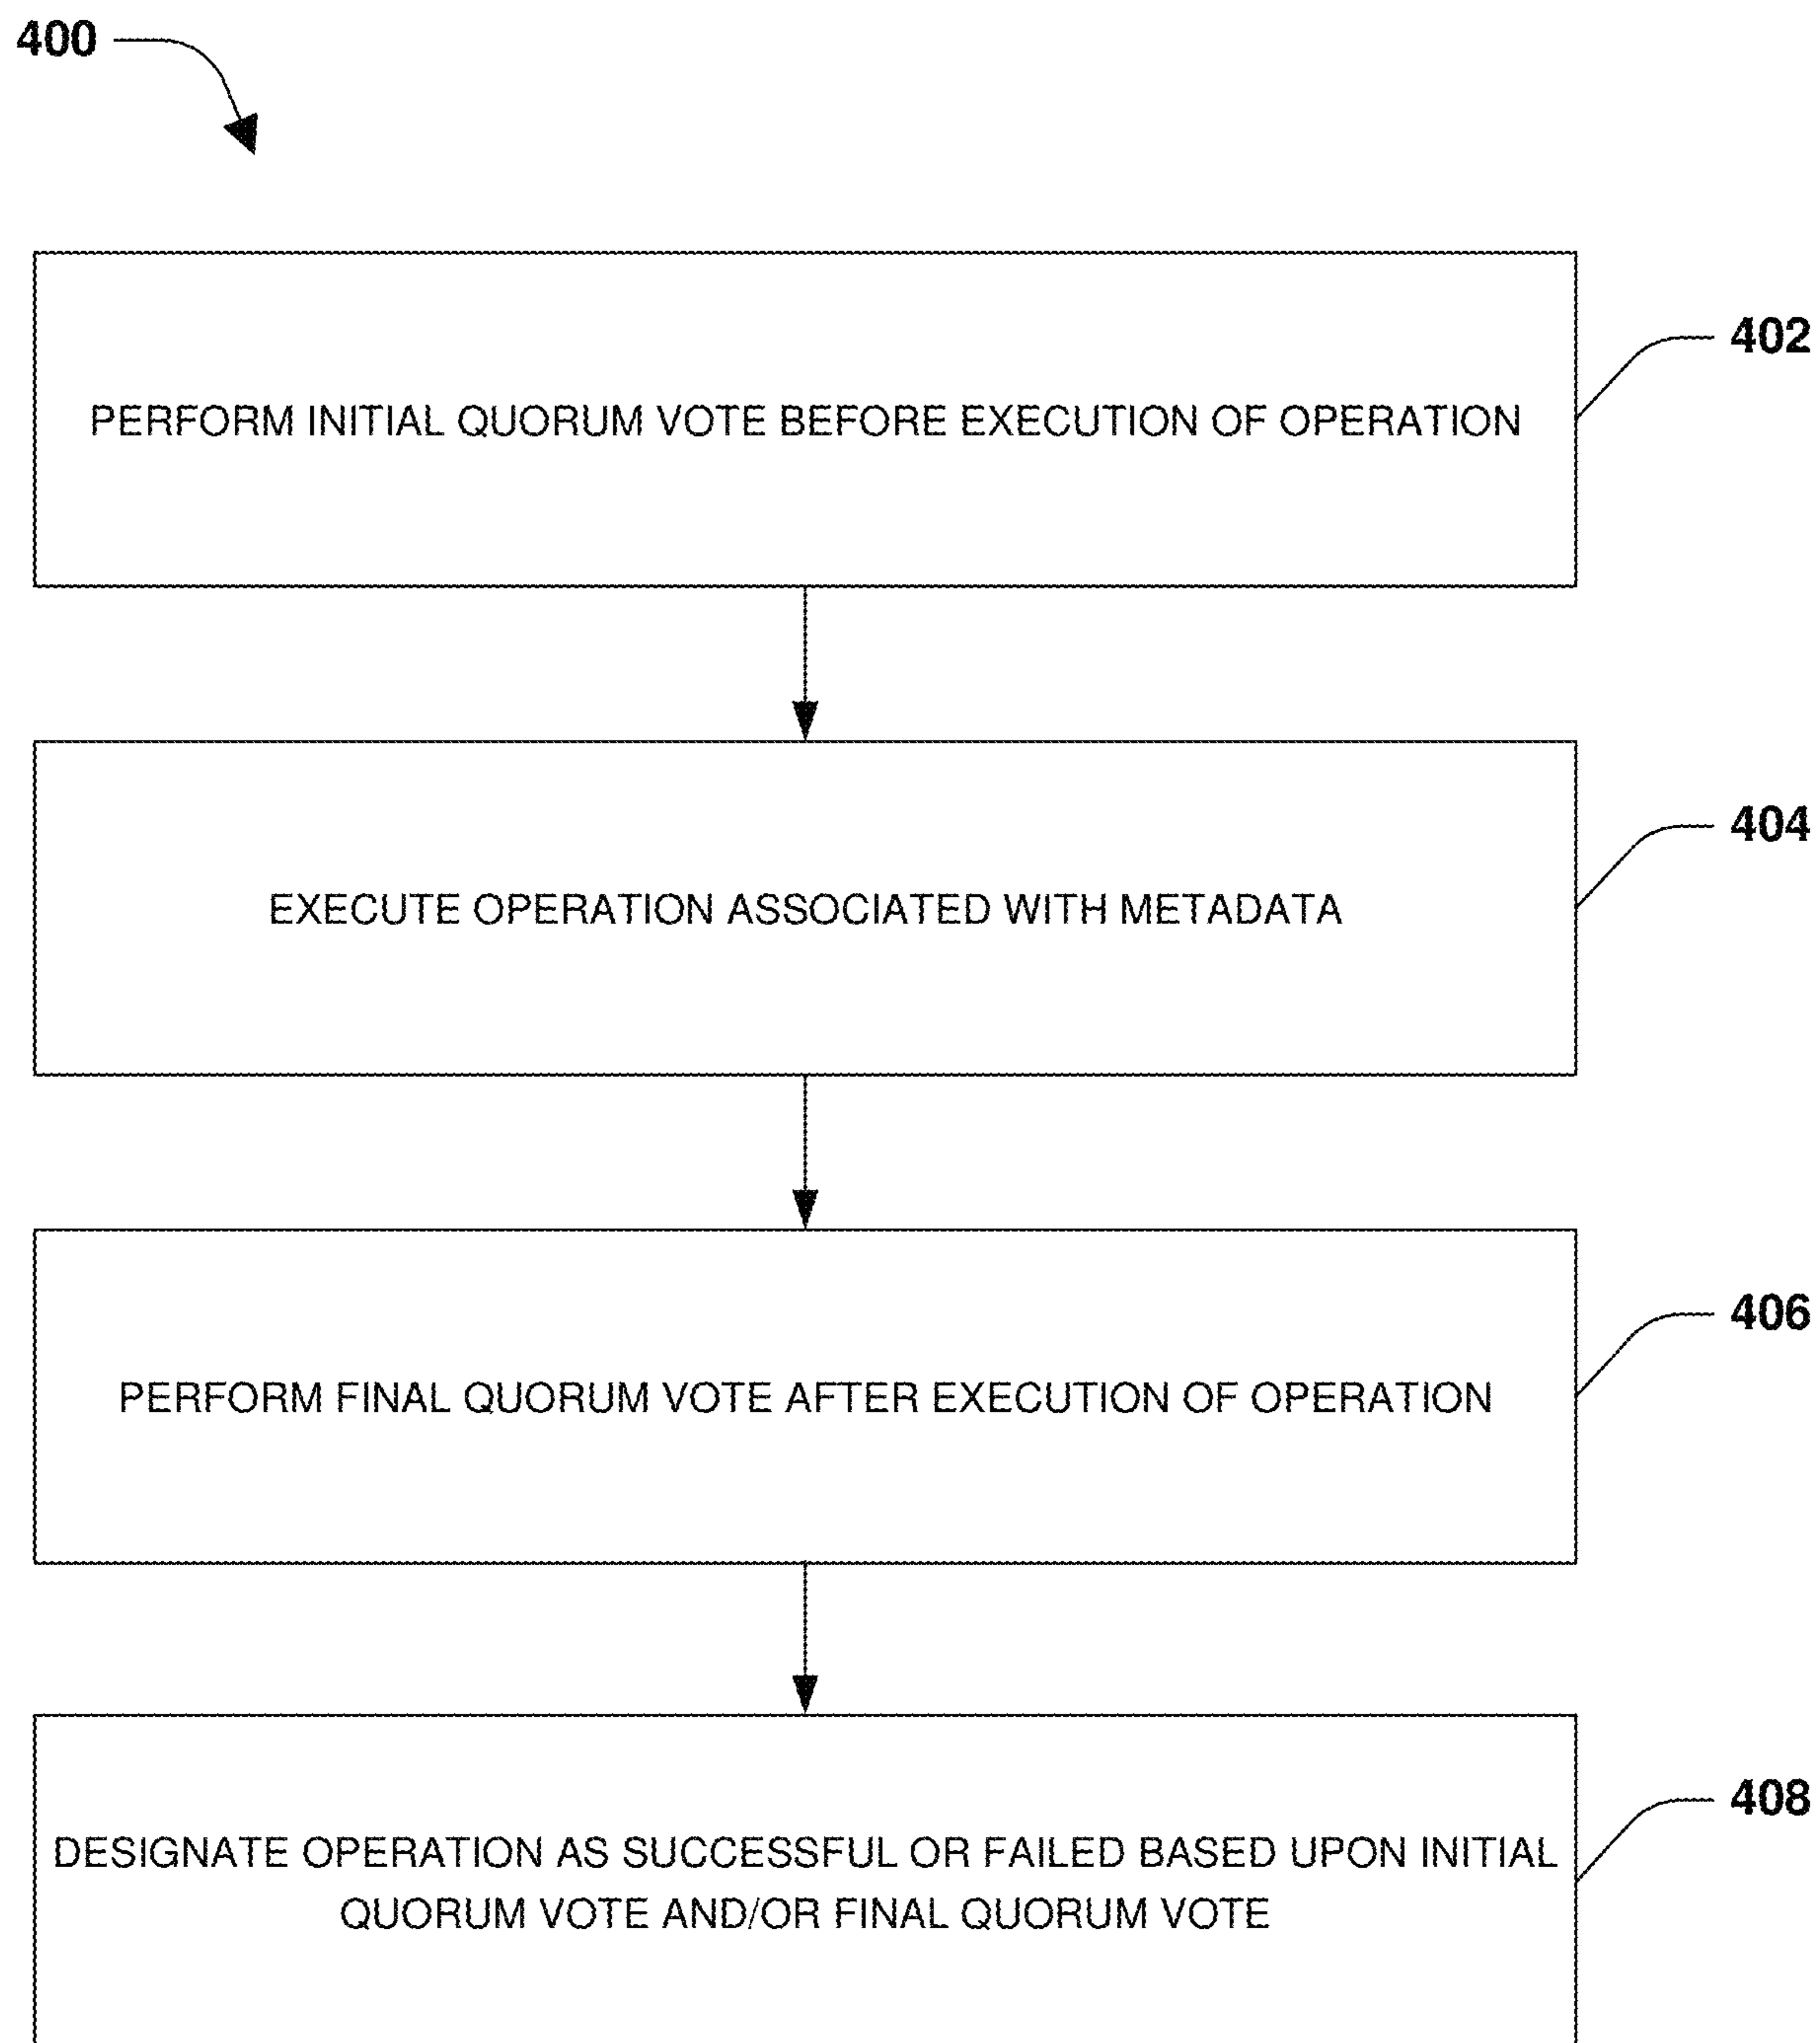 400
402
PERFORM INITIAL QUORUM VOTE BEFORE EXECUTION OF OPERATION
404
EXECUTE OPERATION ASSOCIATED WITH METADATA
406
PERFORM FINAL QUORUM VOTE AFTER EXECUTION OF OPERATION
408
DESIGNATE OPERATION AS SUCCESSFUL OR FAILED BASED UPON INITIAL
QUORUM VOTE AND/OR FINAL QUORUM VOTE